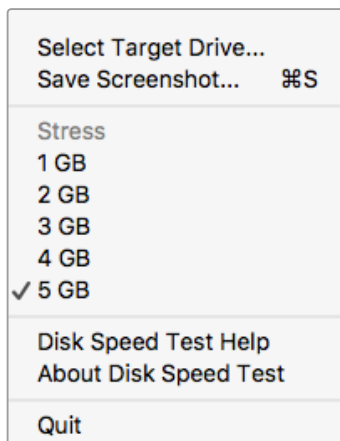 Select Target Drive...
Save Screenshot... ⌘S
Stress
1 GB
2 GB
3 GB
4 GB
✓ 5 GB
Disk Speed Test Help
About Disk Speed Test
Quit